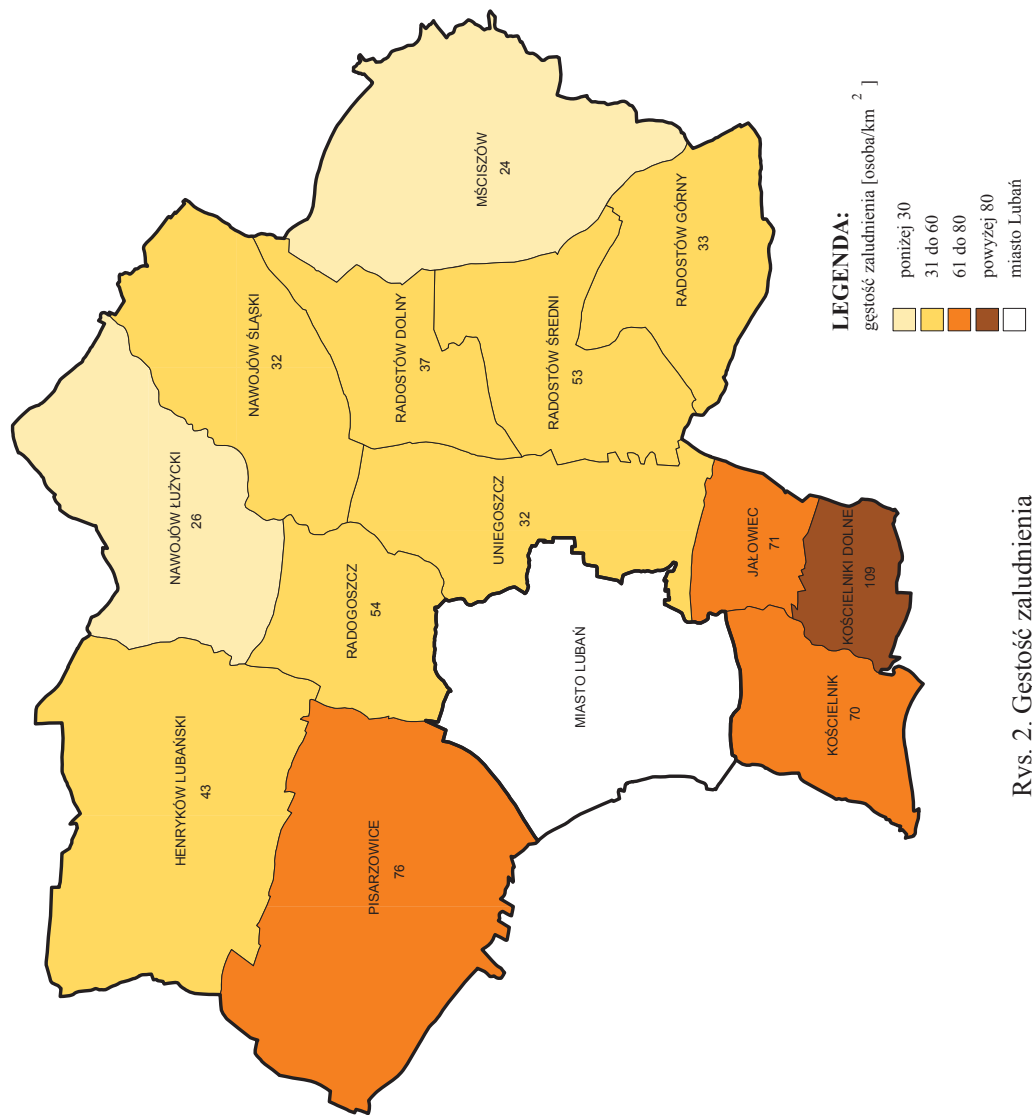 HENRYKÓW LUBAŃSKI
43
NAWOJÓW ŁUŻYCKI
26
NAWOJÓW ŚLĄSKI
32
RADOGOSZCZ
54
PISARZOWICE
76
RADOSTÓW DOLNY
37
MŚCISZÓW
24
UNIEGOSZCZ
32
RADOSTÓW ŚREDNI
53
MIASTO LUBAŃ
RADOSTÓW GÓRNY
33
JAŁOWIEC
71
KOŚCIELNIK
70
KOŚCIELNIKI DOLNE
109
LEGENDA:
gęstość zaludnienia [osoba/km²]
poniżej 30
31 do 60
61 do 80
powyżej 80
miasto Lubań
Rvs. 2. Gestość zaludnienia